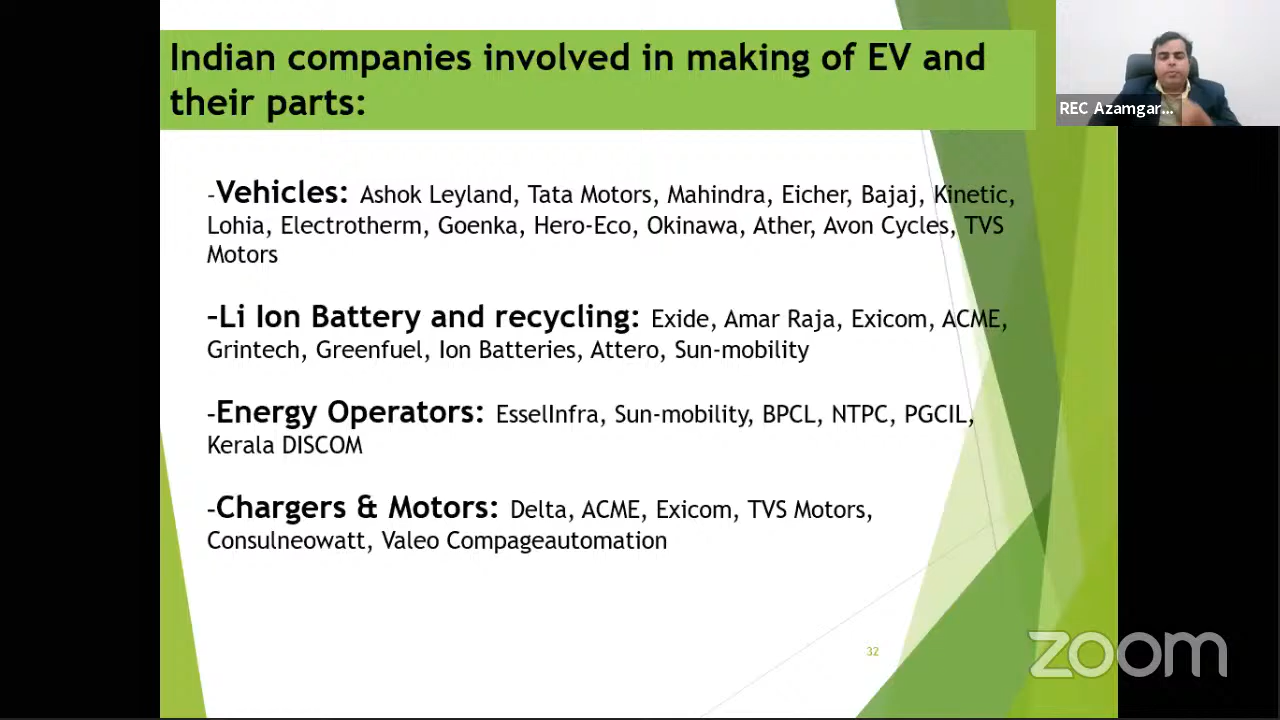 Indian companies involved in making of EV and
their parts:
REC Azamgar...
-Vehicles: Ashok Leyland, Tata Motors, Mahindra, Eicher, Bajaj, Kinetic,
Lohia, Electrotherm, Goenka, Hero-Eco, Okinawa, Ather, Avon Cycles, TVS
Motors
-Li Ion Battery and recycling: Exide, Amar Raja, Exicom, ACME,
Grintech, Greenfuel, Ion Batteries, Attero, Sun-mobility
-Energy Operators: EsselInfra, Sun-mobility, BPCL, NTPC, PGCIL,
Kerala DISCOM
-Chargers & Motors: Delta, ACME, Exicom, TVS Motors,
Consulneowatt, Valeo Compageautomation
32
zoom